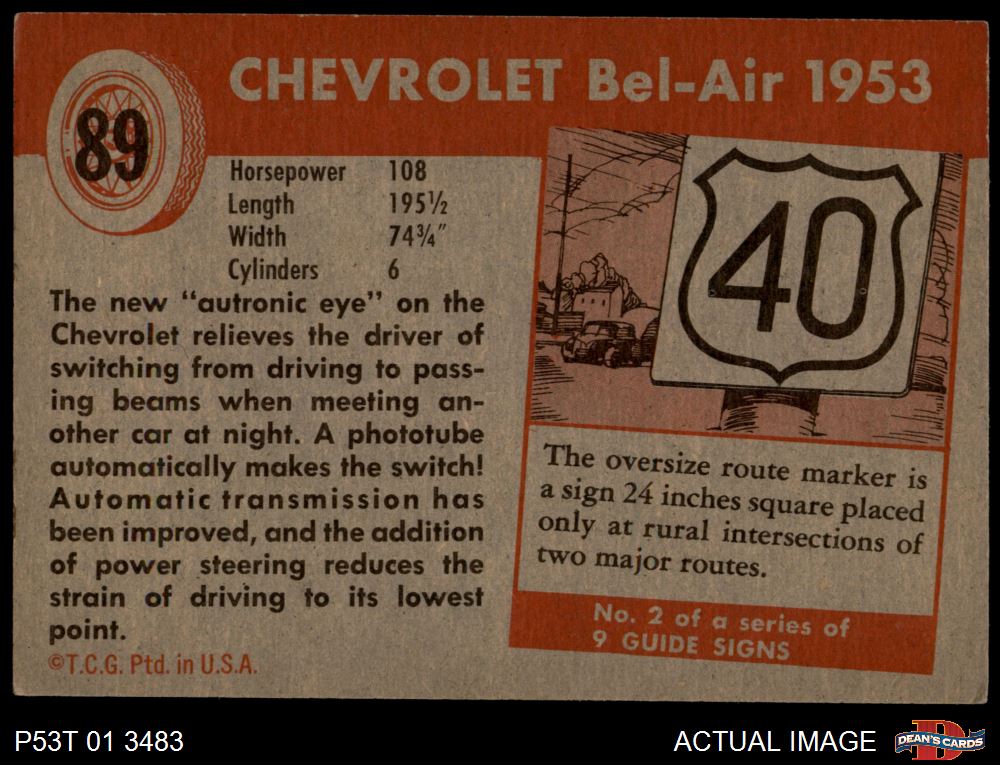 89
CHEVROLET Bel-Air 1953
Horsepower 108
Length 195½
Width 74¾"
Cylinders 6
The new "autronic eye" on the
Chevrolet relieves the driver of
switching from driving to pass-
ing beams when meeting an-
other car at night. A phototube
automatically makes the switch!
Automatic transmission has
been improved, and the addition
of power steering reduces the
strain of driving to its lowest
point.
©T.C.G. Ptd. in U.S.A.
40
The oversize route marker is
a sign 24 inches square placed
only at rural intersections of
two major routes.
No. 2 of a series of
9 GUIDE SIGNS
P53T 01 3483
ACTUAL IMAGE
DEAN'S CARDS